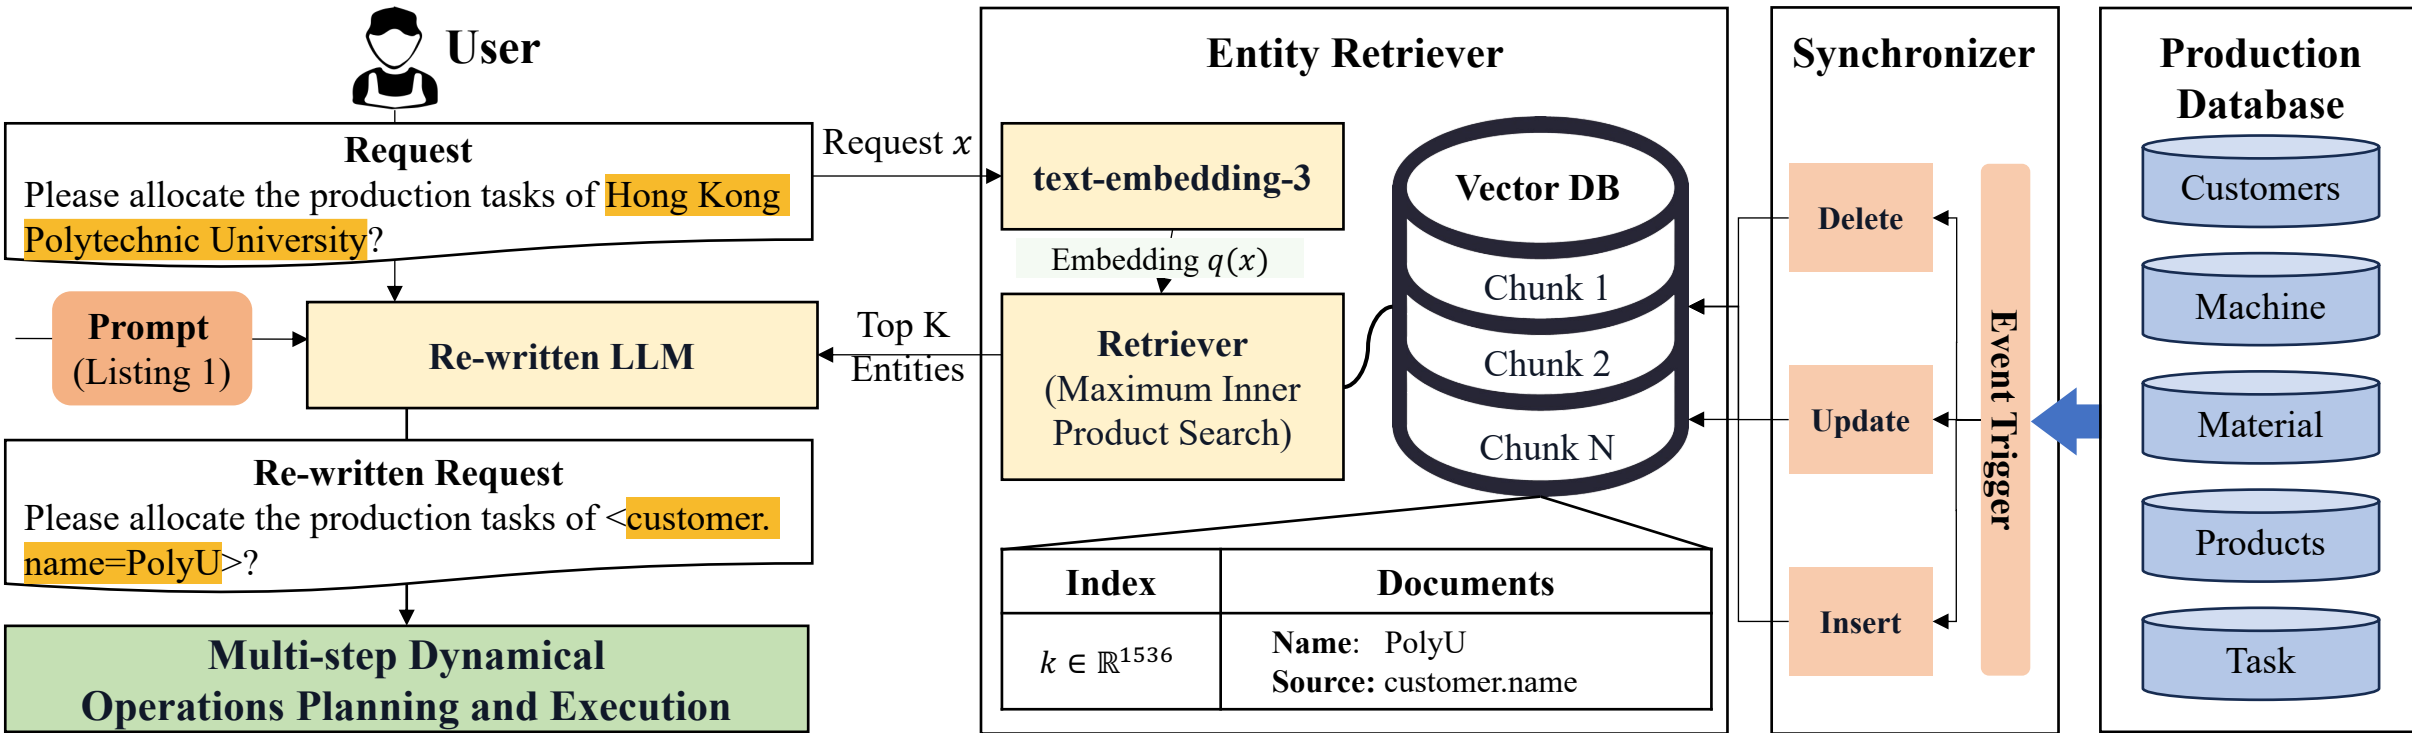 User
Request
Please allocate the production tasks of Hong Kong
Polytechnic University?
Prompt
(Listing 1)
Re-written LLM
Re-written Request
Please allocate the production tasks of <customer.
name=PolyU>?
Multi-step Dynamical
Operations Planning and Execution
Request x
Top K
Entities
Entity Retriever
text-embedding-3
Embedding q(x)
Retriever
(Maximum Inner
Product Search)
Vector DB
Chunk 1
Chunk 2
Chunk N
Index
Documents
k ∈ ℝ^1536
Name: PolyU
Source: customer.name
Synchronizer
Delete
Update
Insert
Event Trigger
Production
Database
Customers
Machine
Material
Products
Task